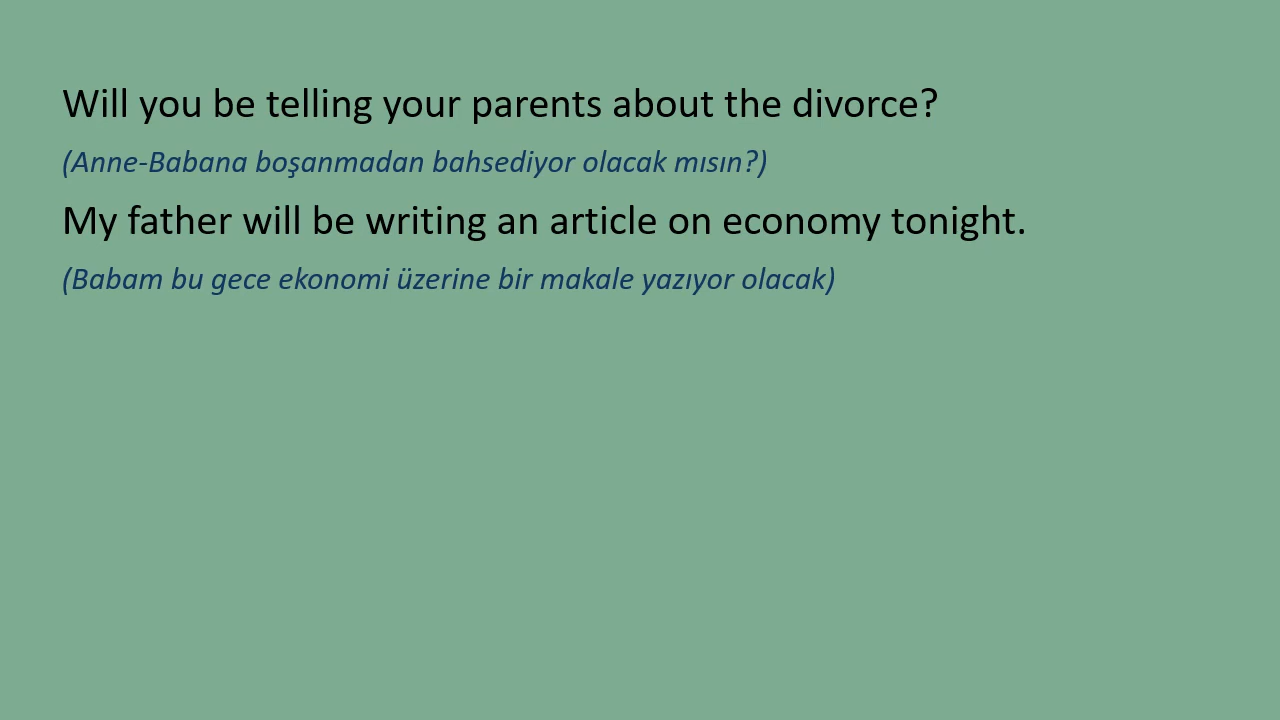 Will you be telling your parents about the divorce?
(Anne-Babana boşanmadan bahsediyor olacak mısın?)
My father will be writing an article on economy tonight.
(Babam bu gece ekonomi üzerine bir makale yazıyor olacak)